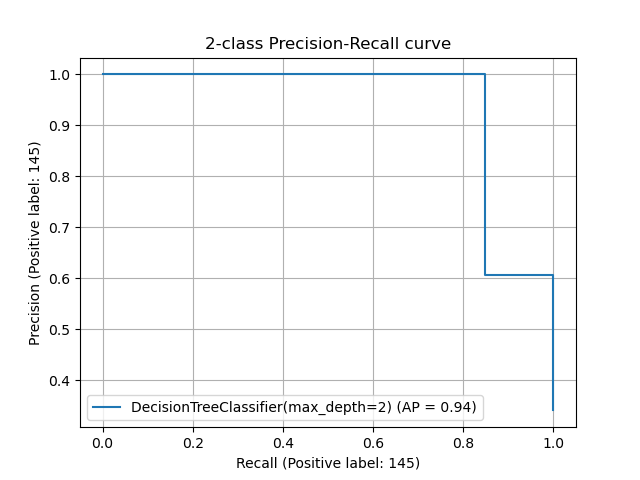 2-class Precision-Recall curve
1.0
0.9
0.8
0.7
0.6
0.5
0.4
Precision (Positive label: 145)
DecisionTreeClassifier(max_depth=2) (AP = 0.94)
0.0 0.2 0.4 0.6 0.8 1.0
Recall (Positive label: 145)